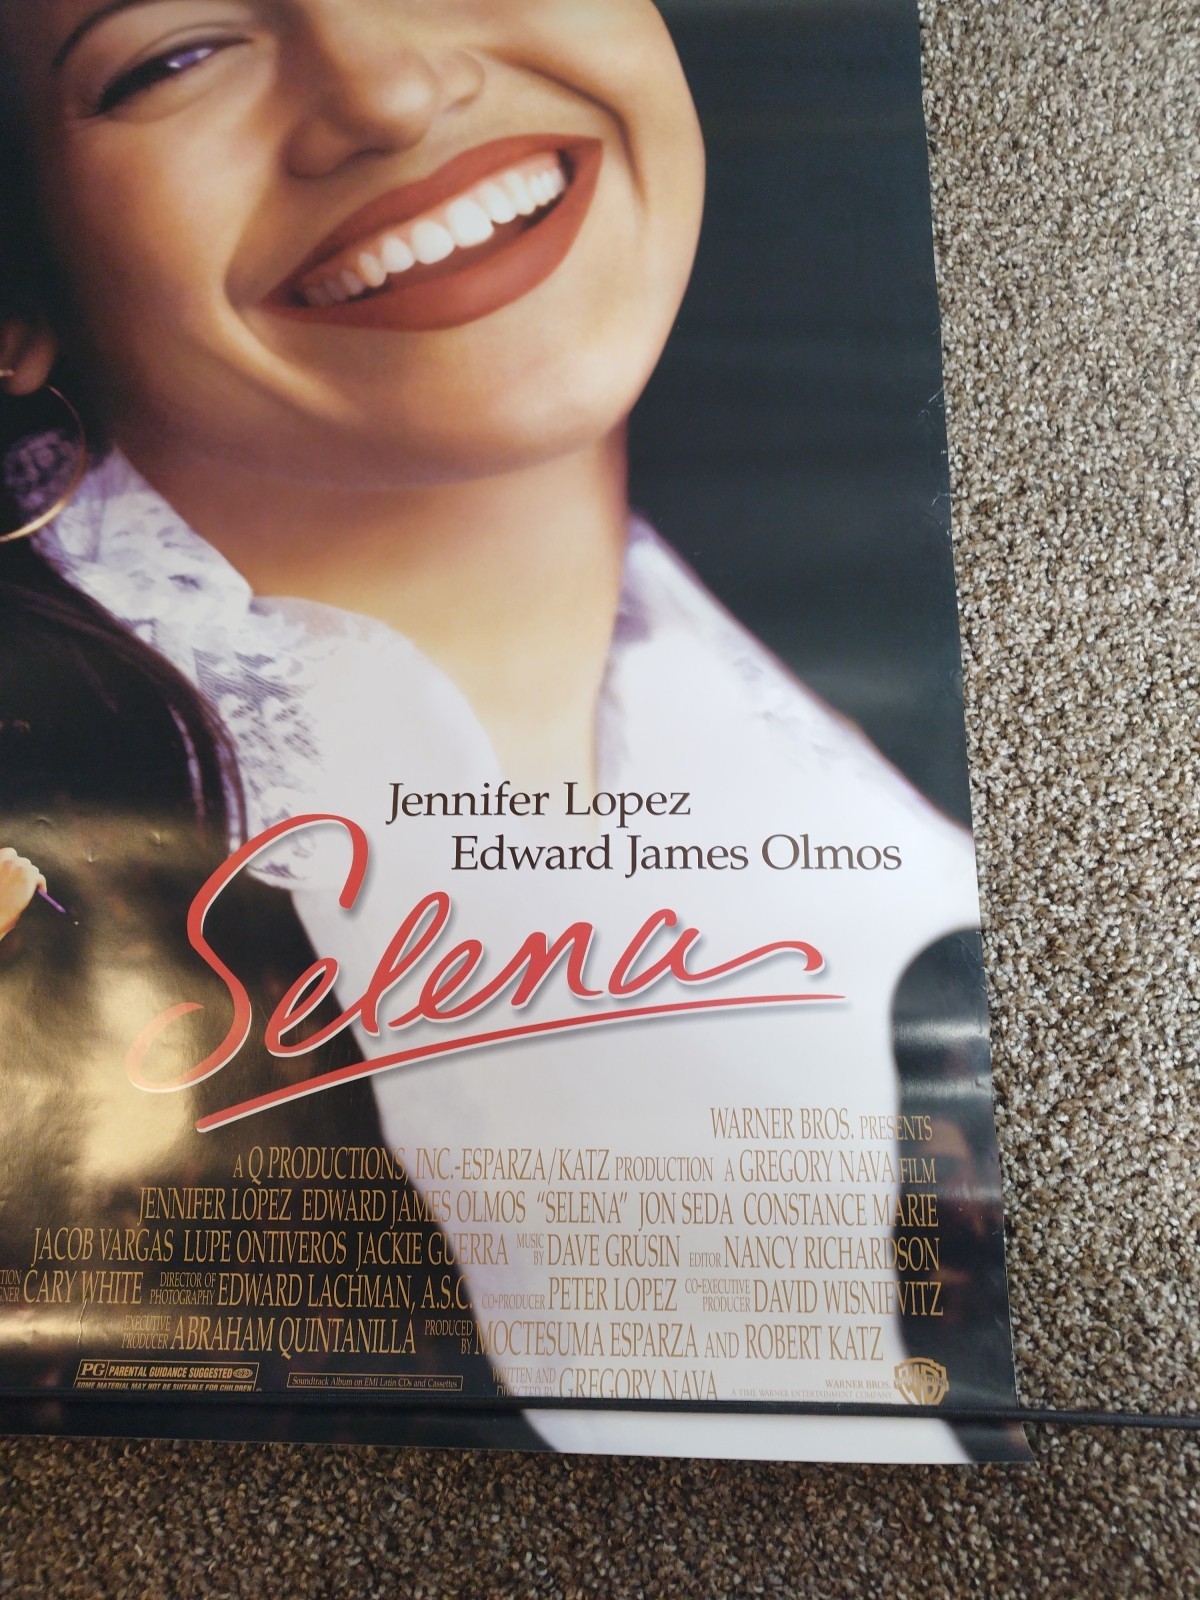 Jennifer Lopez
Edward James Olmos
Selena
WARNER BROS. PRESENTS
A Q PRODUCTIONS, INC.-ESPARZA/KATZ PRODUCTION A GREGORY NAVA FILM
JENNIFER LOPEZ EDWARD JAMES OLMOS "SELENA" JON SEDA CONSTANCE MARIE
JACOB VARGAS LUPE ONTIVEROS JACKIE GUERRA MUSIC BY DAVE GRUSIN EDITOR NANCY RICHARDSON
CARY WHITE DIRECTOR OF PHOTOGRAPHY EDWARD LACHMAN, A.S.C. CO-PRODUCER PETER LOPEZ CO-EXECUTIVE PRODUCER DAVID WISNIEVITZ
EXECUTIVE PRODUCER ABRAHAM QUINTANILLA PRODUCED BY MOCTESUMA ESPARZA AND ROBERT KATZ
PG PARENTAL GUIDANCE SUGGESTED
SOME MATERIAL MAY NOT BE SUITABLE FOR CHILDREN
Soundtrack Album on EMI Latin CDs and Cassettes
WRITTEN AND DIRECTED BY GREGORY NAVA
WARNER BROS.
A TIME WARNER ENTERTAINMENT COMPANY